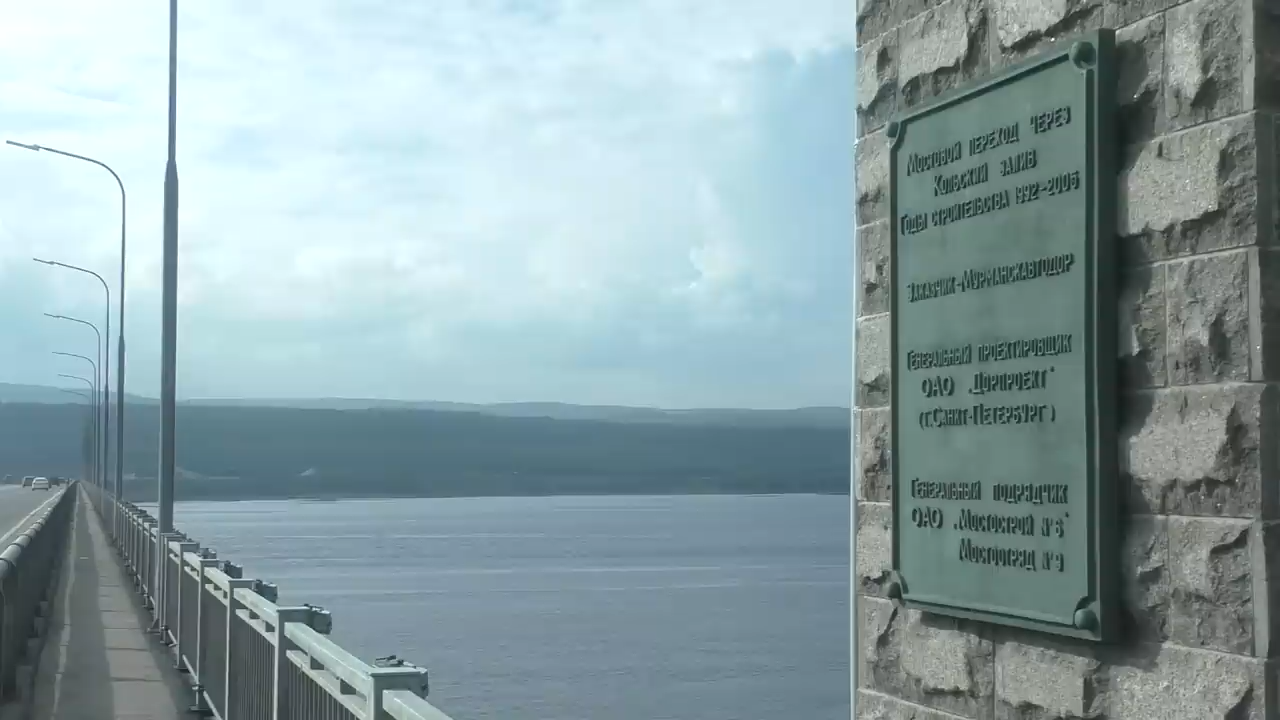 Мостовой переход через
Кольский залив
Годы строительства 1992-2005
Заказчик-Мурманскавтодор
Генеральный проектировщик
ОАО „Дорпроект"
(г.Санкт-Петербург)
Генеральный подрядчик
ОАО „Мостострой №6"
Мостоотряд №9